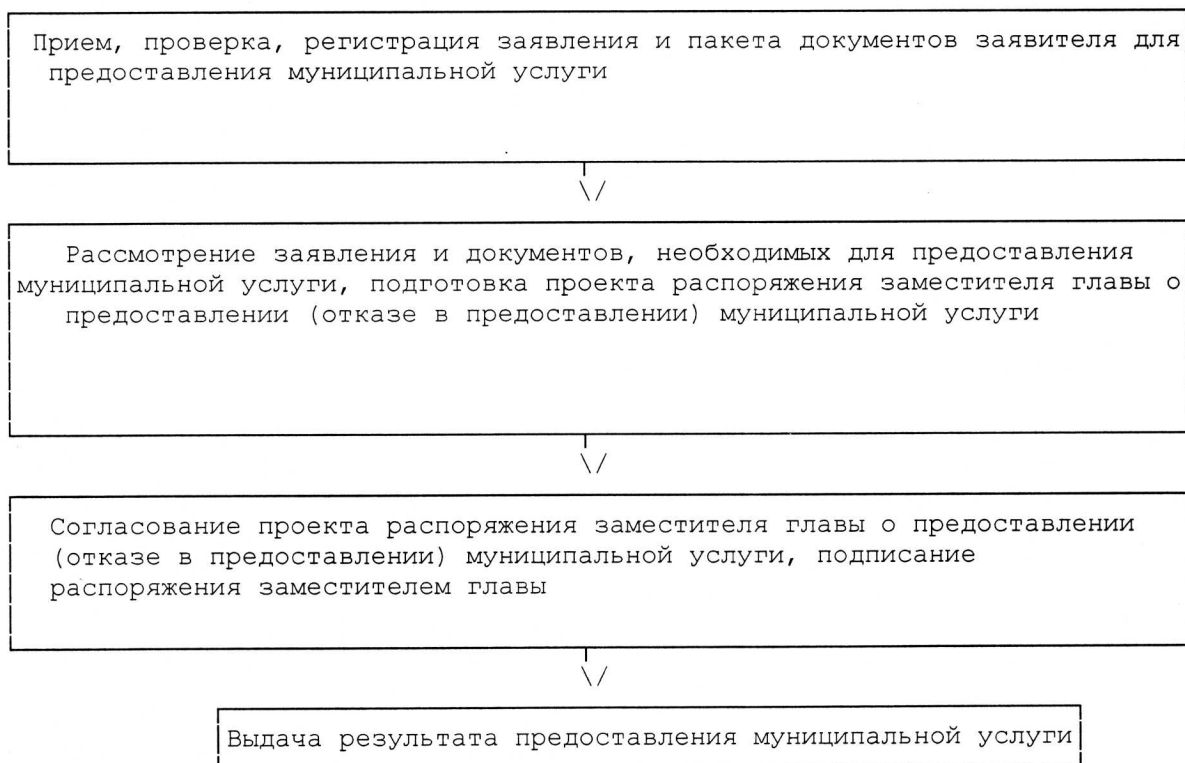 Прием, проверка, регистрация заявления и пакета документов заявителя для
предоставления муниципальной услуги
Рассмотрение заявления и документов, необходимых для предоставления
муниципальной услуги, подготовка проекта распоряжения заместителя главы о
предоставлении (отказе в предоставлении) муниципальной услуги
Согласование проекта распоряжения заместителя главы о предоставлении
(отказе в предоставлении) муниципальной услуги, подписание
распоряжения заместителем главы
Выдача результата предоставления муниципальной услуги